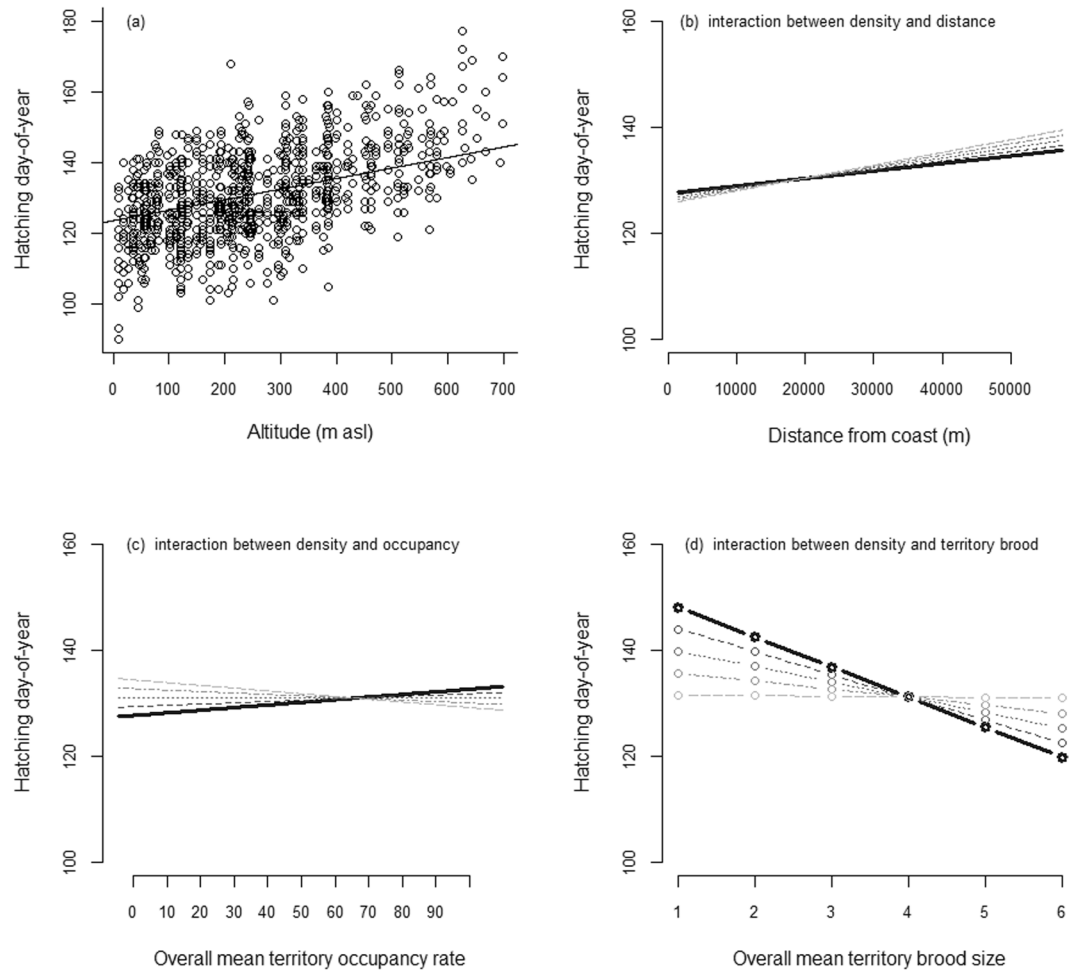 (a)
Hatching day-of-year
180
160
140
120
100
0 100 200 300 400 500 600 700
Altitude (m asl)
(b) interaction between density and distance
Hatching day-of-year
160
140
120
100
0 10000 20000 30000 40000 50000
Distance from coast (m)
(c) interaction between density and occupancy
Hatching day-of-year
160
140
120
100
0 10 20 30 40 50 60 70 80 90
Overall mean territory occupancy rate
(d) interaction between density and territory brood
Hatching day-of-year
160
140
120
100
1 2 3 4 5 6
Overall mean territory brood size